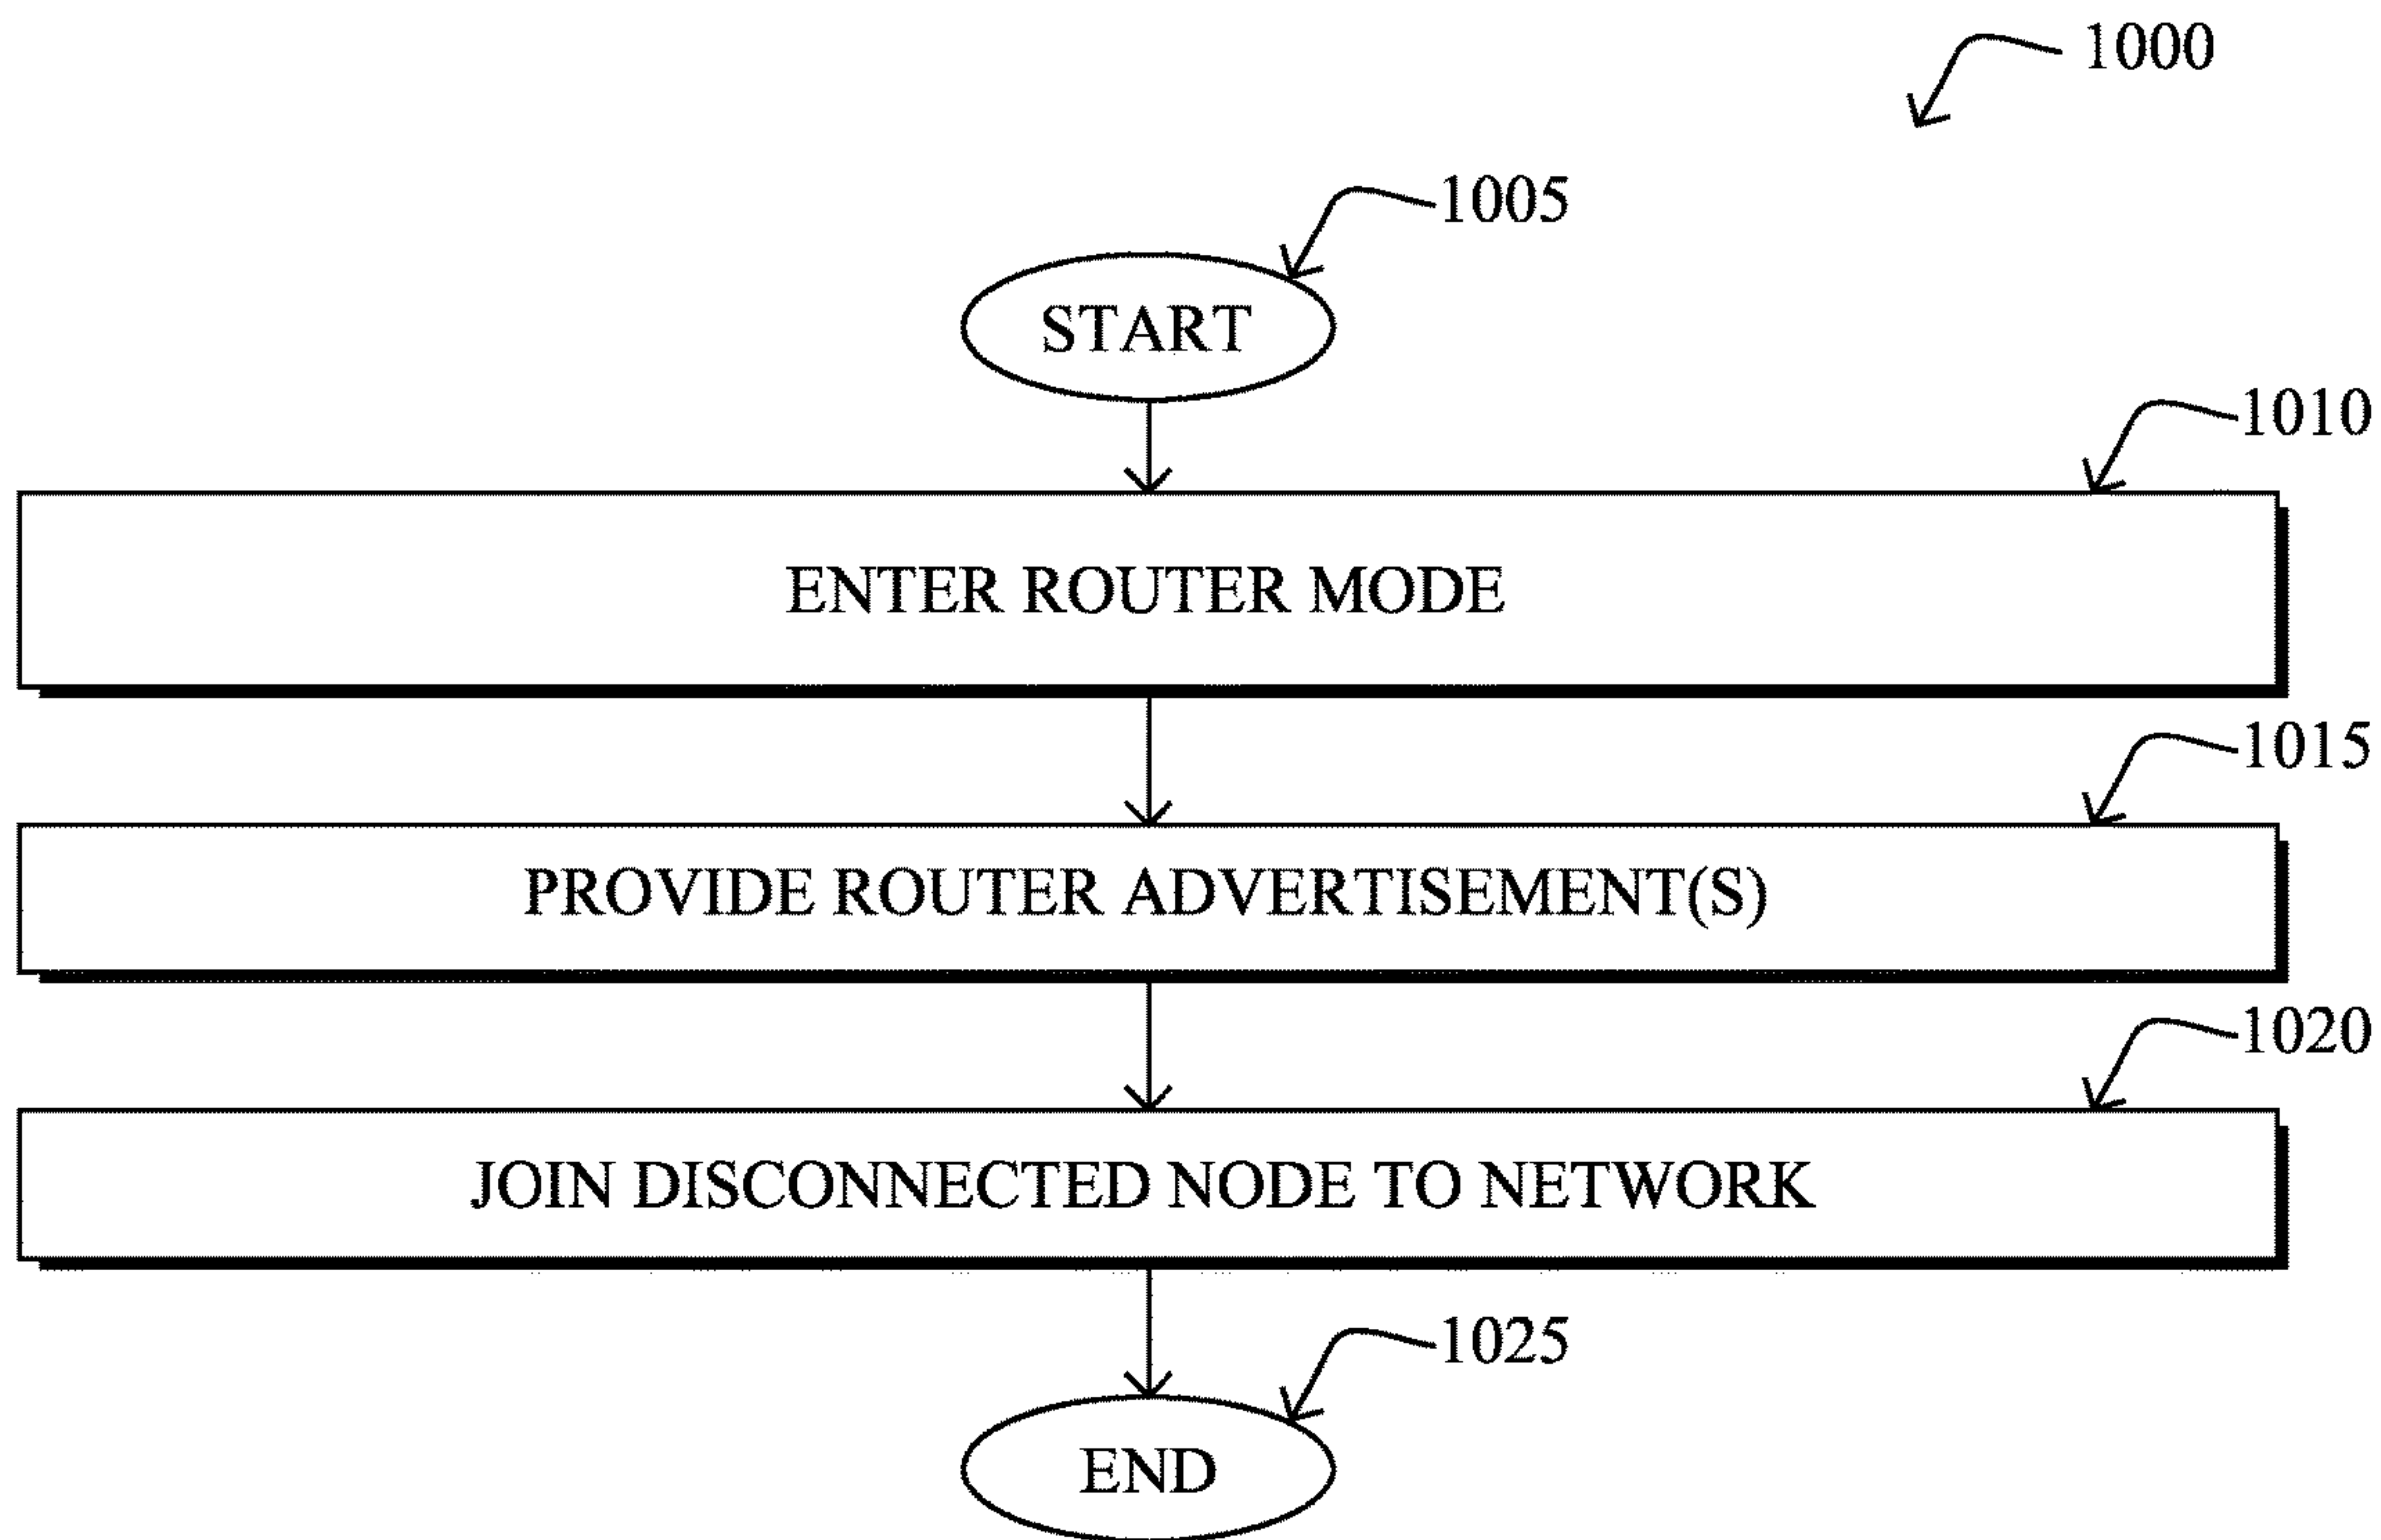 1000
1005
START
1010
ENTER ROUTER MODE
1015
PROVIDE ROUTER ADVERTISEMENT(S)
1020
JOIN DISCONNECTED NODE TO NETWORK
1025
END